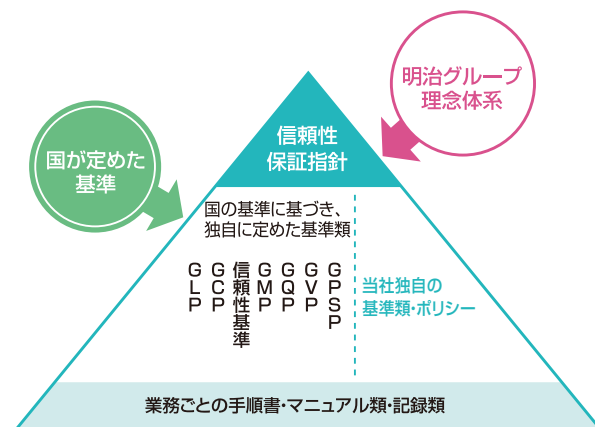 明治グループ
理念体系
国が定めた
基準
信頼性
保証指針
国の基準に基づき、
独自に定めた基準類
GLP
GCP
信頼性基準
GMP
GQP
GVP
GPSP
当社独自の
基準類・ポリシー
業務ごとの手順書・マニュアル類・記録類